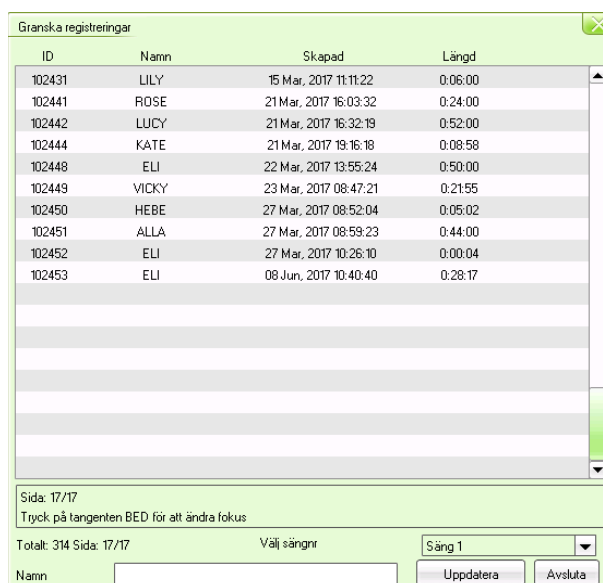 Granska registreringar
ID Namn Skapad Längd
102431 LILY 15 Mar, 2017 11:11:22 0:06:00
102441 ROSE 21 Mar, 2017 16:03:32 0:24:00
102442 LUCY 21 Mar, 2017 16:32:19 0:52:00
102444 KATE 21 Mar, 2017 19:16:18 0:08:58
102448 ELI 22 Mar, 2017 13:55:24 0:50:00
102449 VICKY 23 Mar, 2017 08:47:21 0:21:55
102450 HEBE 27 Mar, 2017 08:52:04 0:05:02
102451 ALLA 27 Mar, 2017 08:59:23 0:44:00
102452 ELI 27 Mar, 2017 10:26:10 0:00:04
102453 ELI 08 Jun, 2017 10:40:40 0:28:17
Sida: 17/17
Tryck på tangenten BED för att ändra fokus
Totalt: 314 Sida: 17/17 Välj sängnr Säng 1
Namn Uppdatera Avsluta